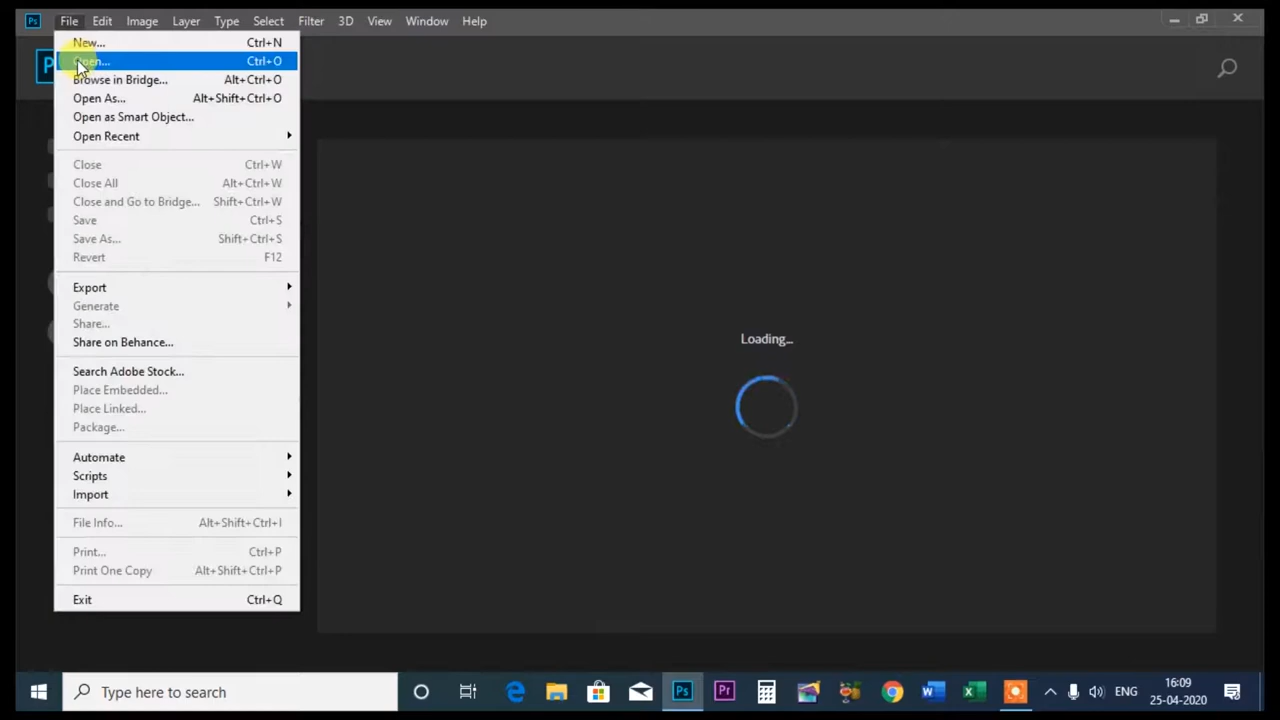 Ps File Edit Image Layer Type Select Filter 3D View Window Help
New... Ctrl+N
Open... Ctrl+O
Browse in Bridge... Alt+Ctrl+O
Open As... Alt+Shift+Ctrl+O
Open as Smart Object...
Open Recent
Close Ctrl+W
Close All Alt+Ctrl+W
Close and Go to Bridge... Shift+Ctrl+W
Save Ctrl+S
Save As... Shift+Ctrl+S
Revert F12
Export
Generate
Share...
Share on Behance...
Search Adobe Stock...
Place Embedded...
Place Linked...
Package...
Automate
Scripts
Import
File Info... Alt+Shift+Ctrl+I
Print... Ctrl+P
Print One Copy Alt+Shift+Ctrl+P
Exit Ctrl+Q
Loading...
Type here to search
Ps Pr
ENG
16:09
25-04-2020